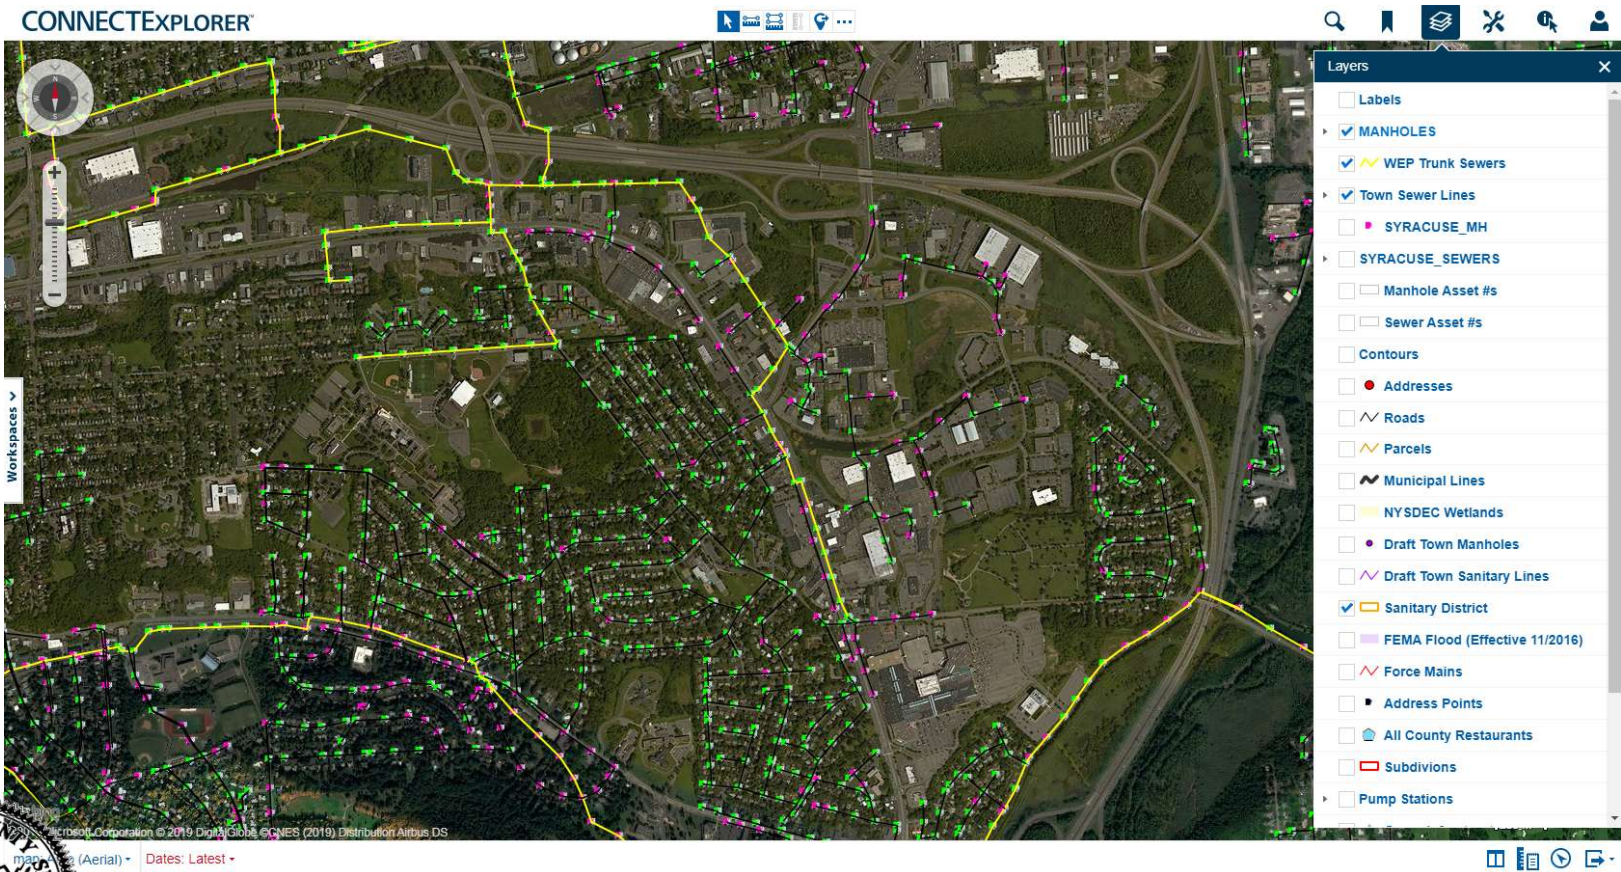 CONNECTEXPLORER
Layers
Labels
MANHOLES
WEP Trunk Sewers
Town Sewer Lines
SYRACUSE_MH
SYRACUSE_SEWERS
Manhole Asset #s
Sewer Asset #s
Contours
Addresses
Roads
Parcels
Municipal Lines
NYSDEC Wetlands
Draft Town Manholes
Draft Town Sanitary Lines
Sanitary District
FEMA Flood (Effective 11/2016)
Force Mains
Address Points
All County Restaurants
Subdivions
Pump Stations
Workspaces
N
S
Microsoft Corporation © 2019 DigitalGlobe ©CNES (2019) Distribution Airbus DS
map: (Aerial)
Dates: Latest